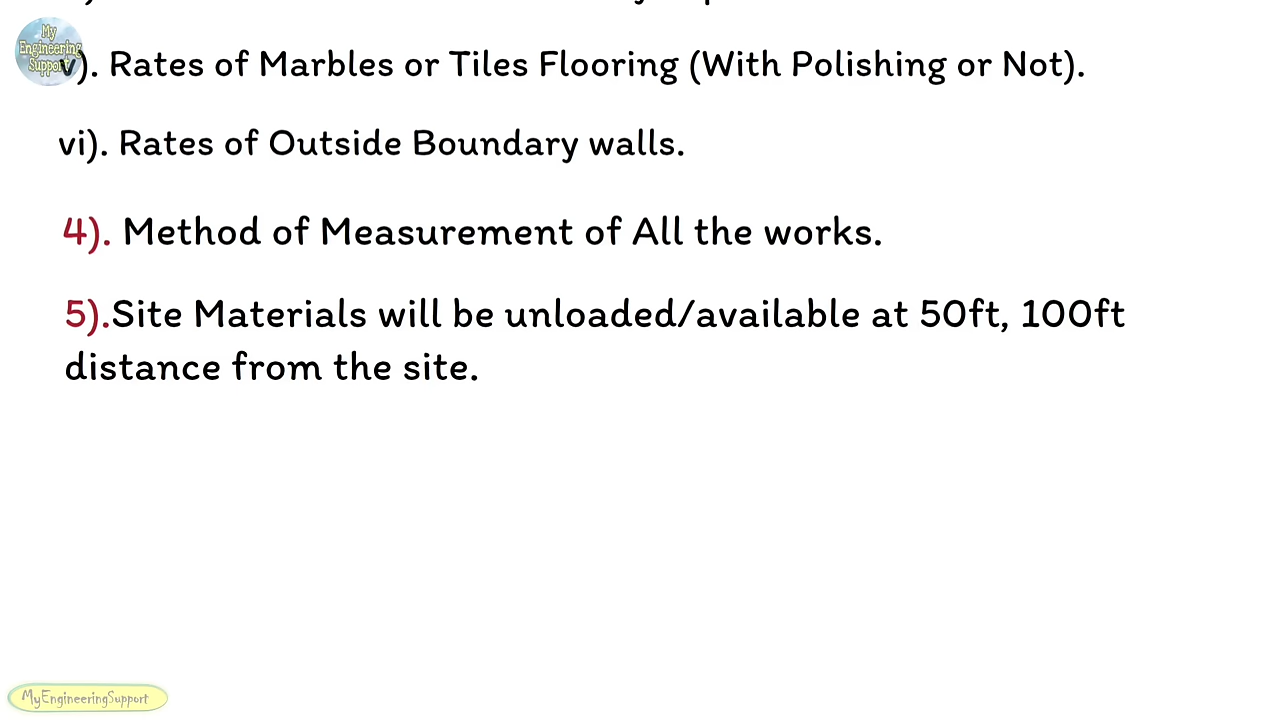 My
Engineering
Support
v). Rates of Marbles or Tiles Flooring (With Polishing or Not).
vi). Rates of Outside Boundary walls.
4). Method of Measurement of All the works.
5).Site Materials will be unloaded/available at 50ft, 100ft
distance from the site.
MyEngineeringSupport